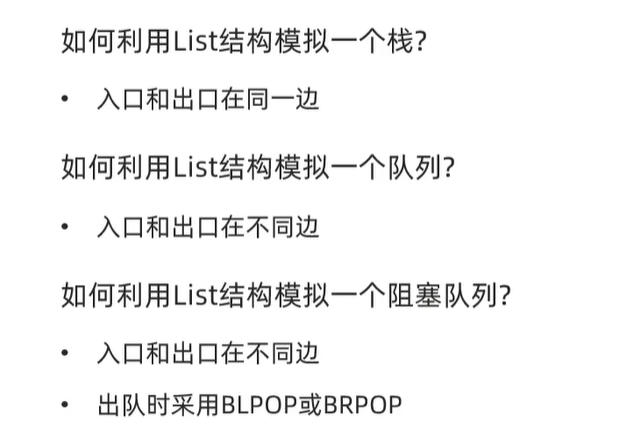 如何利用List结构模拟一个栈?
• 入口和出口在同一边
如何利用List结构模拟一个队列?
• 入口和出口在不同边
如何利用List结构模拟一个阻塞队列?
• 入口和出口在不同边
• 出队时采用BLPOP或BRPOP